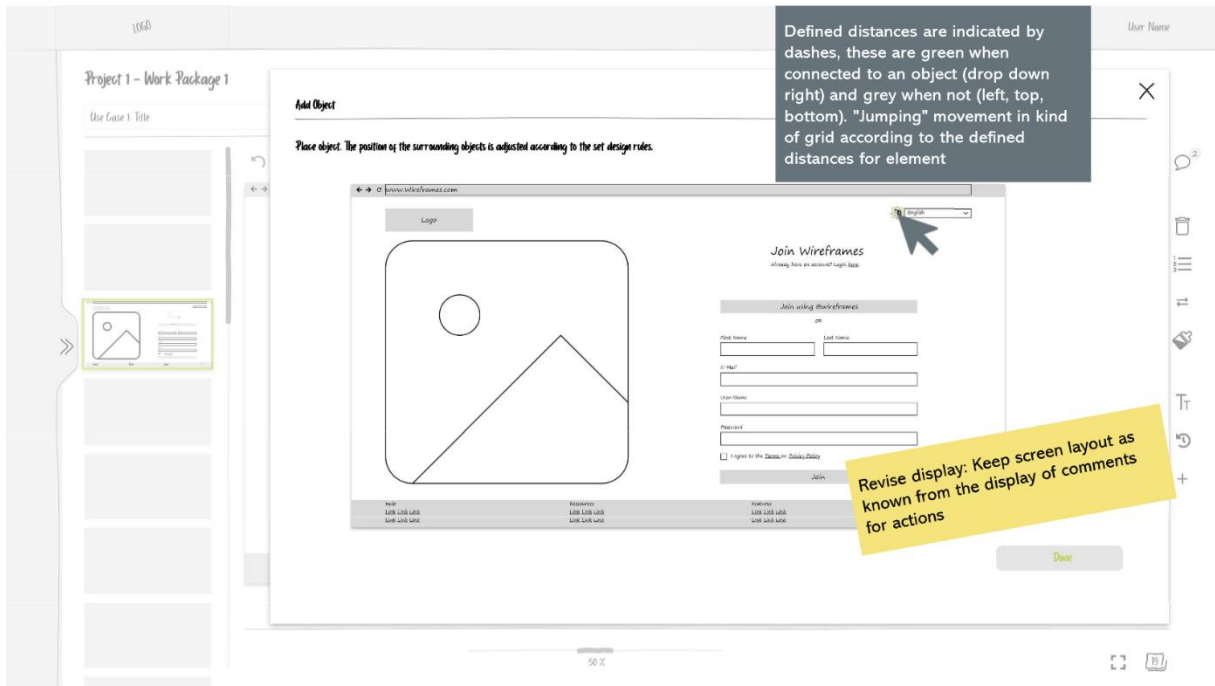 LOGO
User Name
Defined distances are indicated by
dashes, these are green when
connected to an object (drop down
right) and grey when not (left, top,
bottom). "Jumping" movement in kind
of grid according to the defined
distances for element
Project 1 - Work Package 1
Use Case 1 Title
Add Object
Place object. The position of the surrounding objects is adjusted according to the set design rules.
2
www.wireframes.com
Logo
English
Join Wireframes
Already have an account? Login here
Join using @wireframes
OR
First Name
Last Name
E-Mail
User Name
Password
I agree to the Terms on Privacy Policy
Join
Revise display: Keep screen layout as
known from the display of comments
for actions
Help
Resources
Features
Link Link Link
Link Link Link
Link Link Link
Link Link Link
Link Link Link
Link Link Link
Done
50 %
19